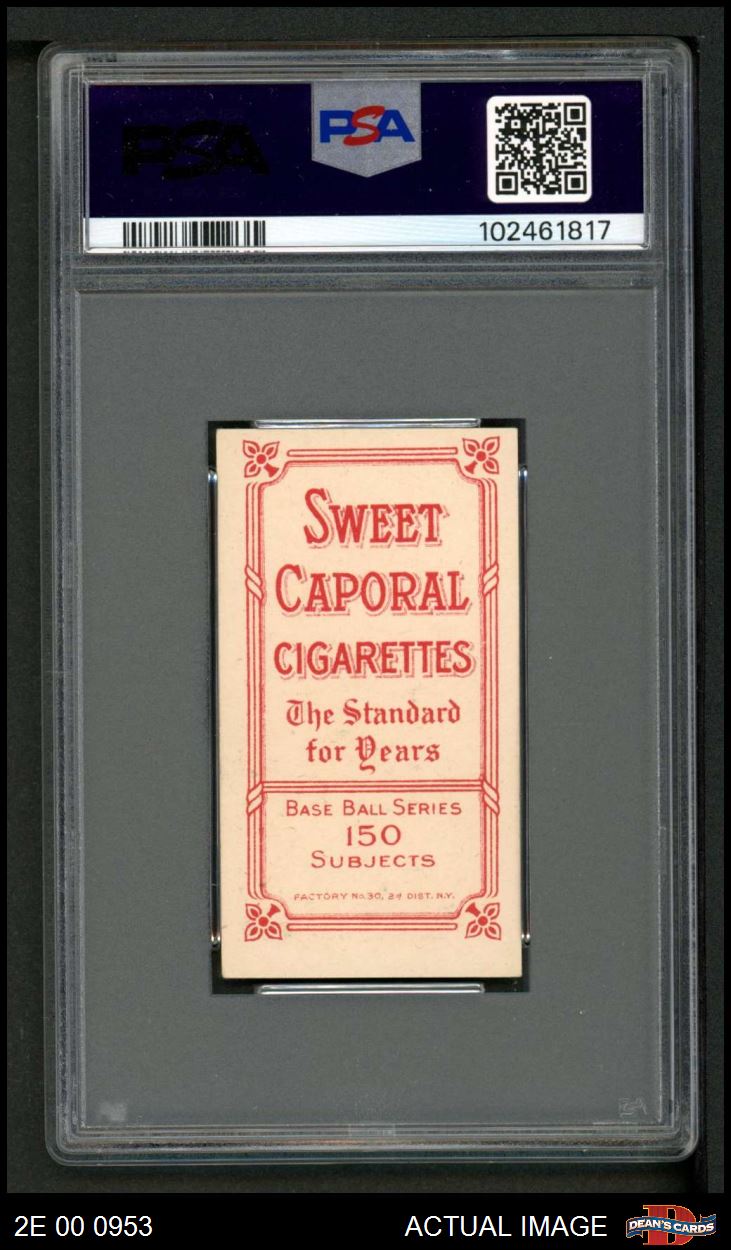 PSA
PSA
102461817
SWEET
CAPORAL
CIGARETTES
The Standard
for Years
BASE BALL SERIES
150
SUBJECTS
FACTORY No. 30, 2d DIST. N.Y.
PSA
2E 00 0953
ACTUAL IMAGE
DEAN'S CARDS